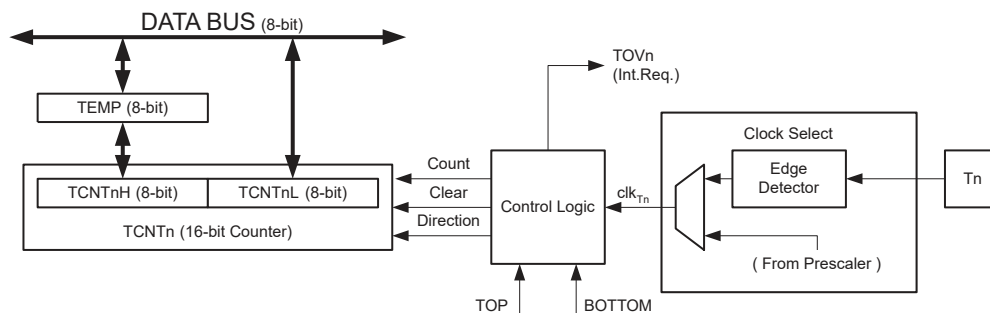 DATA BUS (8-bit)
TEMP (8-bit)
TCNTnH (8-bit)
TCNTnL (8-bit)
TCNTn (16-bit Counter)
Count
Clear
Direction
Control Logic
TOVn
(Int.Req.)
TOP
BOTTOM
clkTn
Clock Select
Edge
Detector
( From Prescaler )
Tn